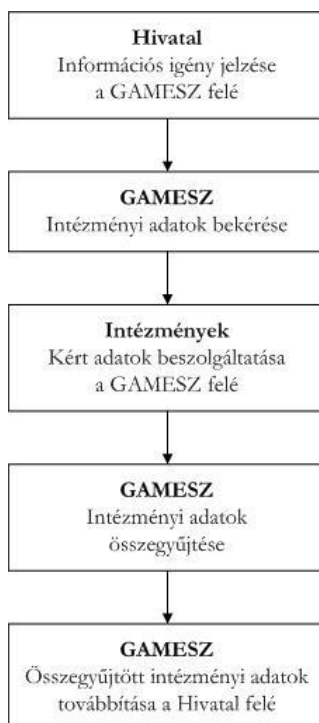 Hivatal
Információs igény jelzése
a GAMESZ felé
GAMESZ
Intézményi adatok bekérése
Intézmények
Kért adatok beszolgáltatása
a GAMESZ felé
GAMESZ
Intézményi adatok
összegyűjtése
GAMESZ
Összegyűjtött intézményi adatok
továbbítása a Hivatal felé